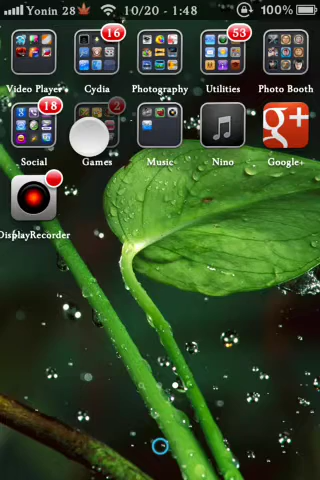 Yonin 28 10/20 - 1:48 100%
16 53
Video Player Cydia Photography Utilities Photo Booth
18 2
Social Games Music Nino Google+
g+
DisplayRecorder